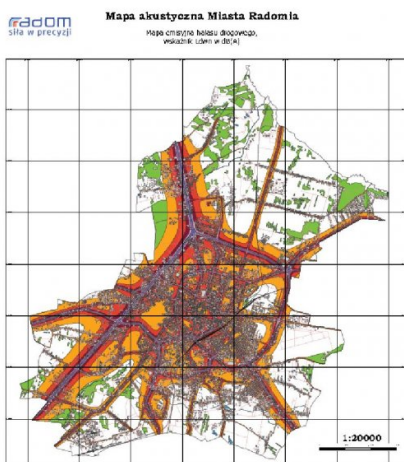 radom
siła w precyzji
Mapa akustyczna Miasta Radomia
Mapa emisyjna hałasu drogowego,
wskaźnik LDWN w dB[A]
1:20000